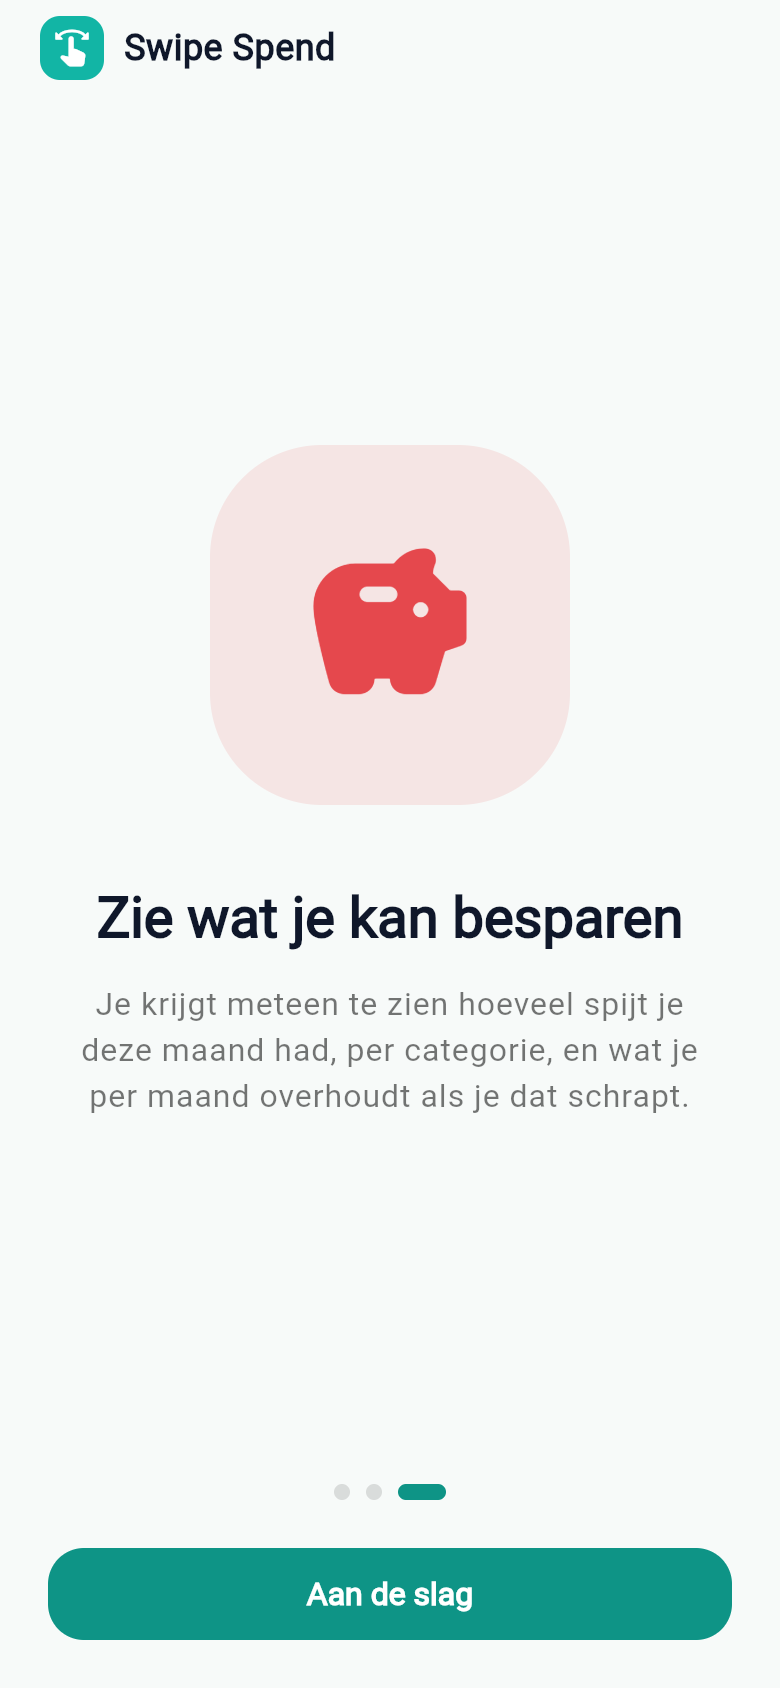 Swipe Spend
Zie wat je kan besparen
Je krijgt meteen te zien hoeveel spijt je
deze maand had, per categorie, en wat je
per maand overhoudt als je dat schrapt.
Aan de slag